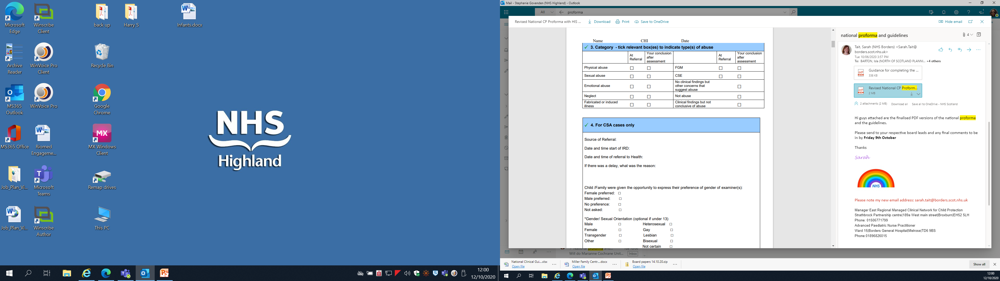 Microsoft
Edge
Winscribe
Client
back up
Harry S
Infants.docx
Archive
Reader
WinVoice Pro
Client
Recycle Bin
MS365
Outlook
WinVoice Pro
Google
Chrome
MS365 Office
Riomed
Engageme...
MX
MX Windows
Client
Job_Plan_Vi...
Microsoft
Teams
Remap drives
Job_Plan_Vi...
Winscribe
Author
This PC
NHS
Highland
12:00
12/10/2020
Mail - Stephanie Govenden (NHS Highland) - Outlook
All
proforma
Revised National CP Proforma with HIS ...
Download
Print
Save to OneDrive
Hide email
Name CHI Date
3. Category - tick relevant box(es) to indicate type(s) of abuse
At
Referral
Your conclusion
after
assessment
At
Referral
Your conclusion
after
assessment
Physical abuse
FGM
Sexual abuse
CSE
Emotional abuse
No clinical findings but
other concerns that
suggest abuse
Neglect
Not abuse
Fabricated or induced
illness
Clinical findings but not
conclusive of abuse
4. For CSA cases only
Source of Referral:
Date and time start of IRD:
Date and time of referral to Health:
If there was a delay, what was the reason:
Child /Family were given the opportunity to express their preference of gender of examiner(s):
Female preferred:
Male preferred:
No preference:
Not asked:
*Gender/ Sexual Orientation (optional if under 13)
Male Heterosexual
Female Gay
Transgender Lesbian
Other Bisexual
Not certain
national proforma and guidelines
4
Tait, Sarah (NHS Borders) <Sarah.Tait@
borders.scot.nhs.uk>
Tue 10/06/2020 3:57 PM
To: BARTON, Isla (NORTH OF SCOTLAND PLANNI... +4 others
Guidance for completing the ...
338 KB
Revised National CP Proform...
2 MB
2 attachments (2 MB) Download all Save all to OneDrive - NHS Scotland
Hi guys attached are the finalised PDF versions of the national proforma
and the guidelines.
Please send to your respective board leads and any final comments to be
in by Friday 9th October
Thanks
Sarah
NHS
Please note my new email address: sarah.tait@borders.scot.nhs.uk
Manager East Regional Managed Clinical Network for Child Protection
Strathbrock Partnership centre|189a West main street|Broxburn|EH52 5LH
Phone: 01506771799
Advanced Paediatric Nurse Practitioner
Ward 15|Borders General Hospital|Melrose|TD6 9BS
Phone:01896826015
Will do Marianne Cochrane Unit...
Inbox
National Clinical Gui....xlsx
Open file
Miller Family Centr....docx
Open file
Board papers 14.10.20.zip
Open file
Show all
12:00
12/10/2020